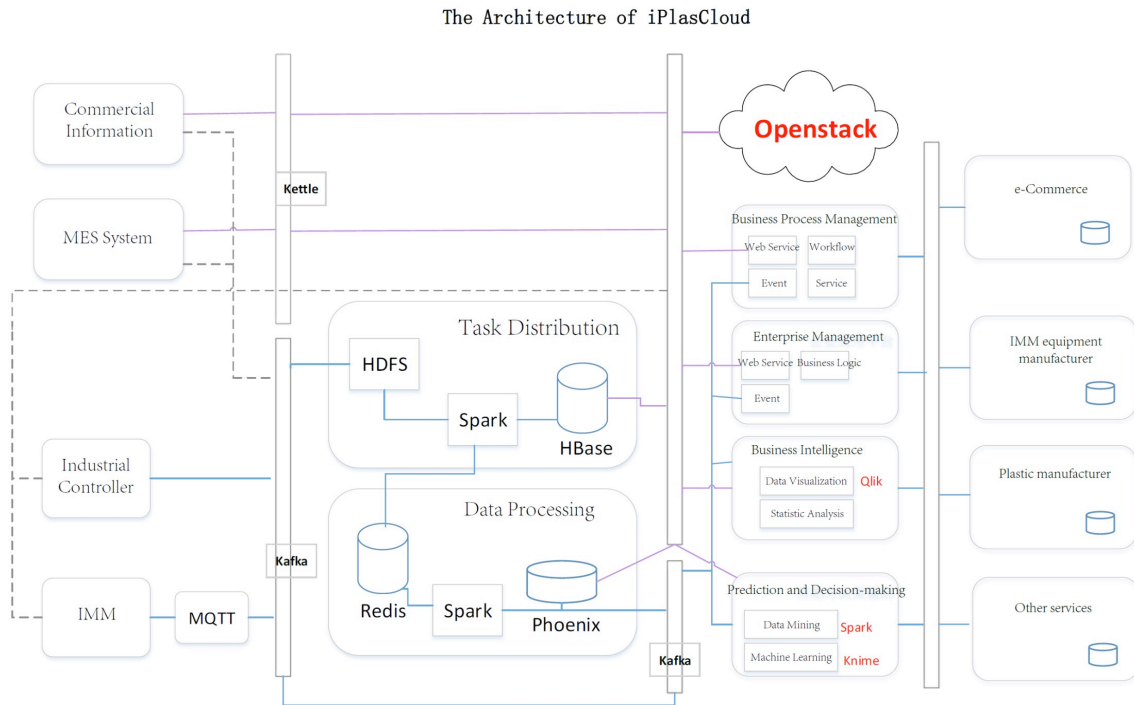 The Architecture of iPlasCloud
Commercial
Information
Openstack
Kettle
e-Commerce
MES System
Business Process Management
Web Service
Workflow
Event
Service
Task Distribution
HDFS
Spark
HBase
Enterprise Management
Web Service
Business Logic
Event
IMM equipment
manufacturer
Industrial
Controller
Business Intelligence
Data Visualization
Qlik
Statistic Analysis
Plastic manufacturer
Data Processing
Kafka
Redis
Spark
Phoenix
IMM
MQTT
Kafka
Prediction and Decision-making
Data Mining
Spark
Machine Learning
Knime
Other services